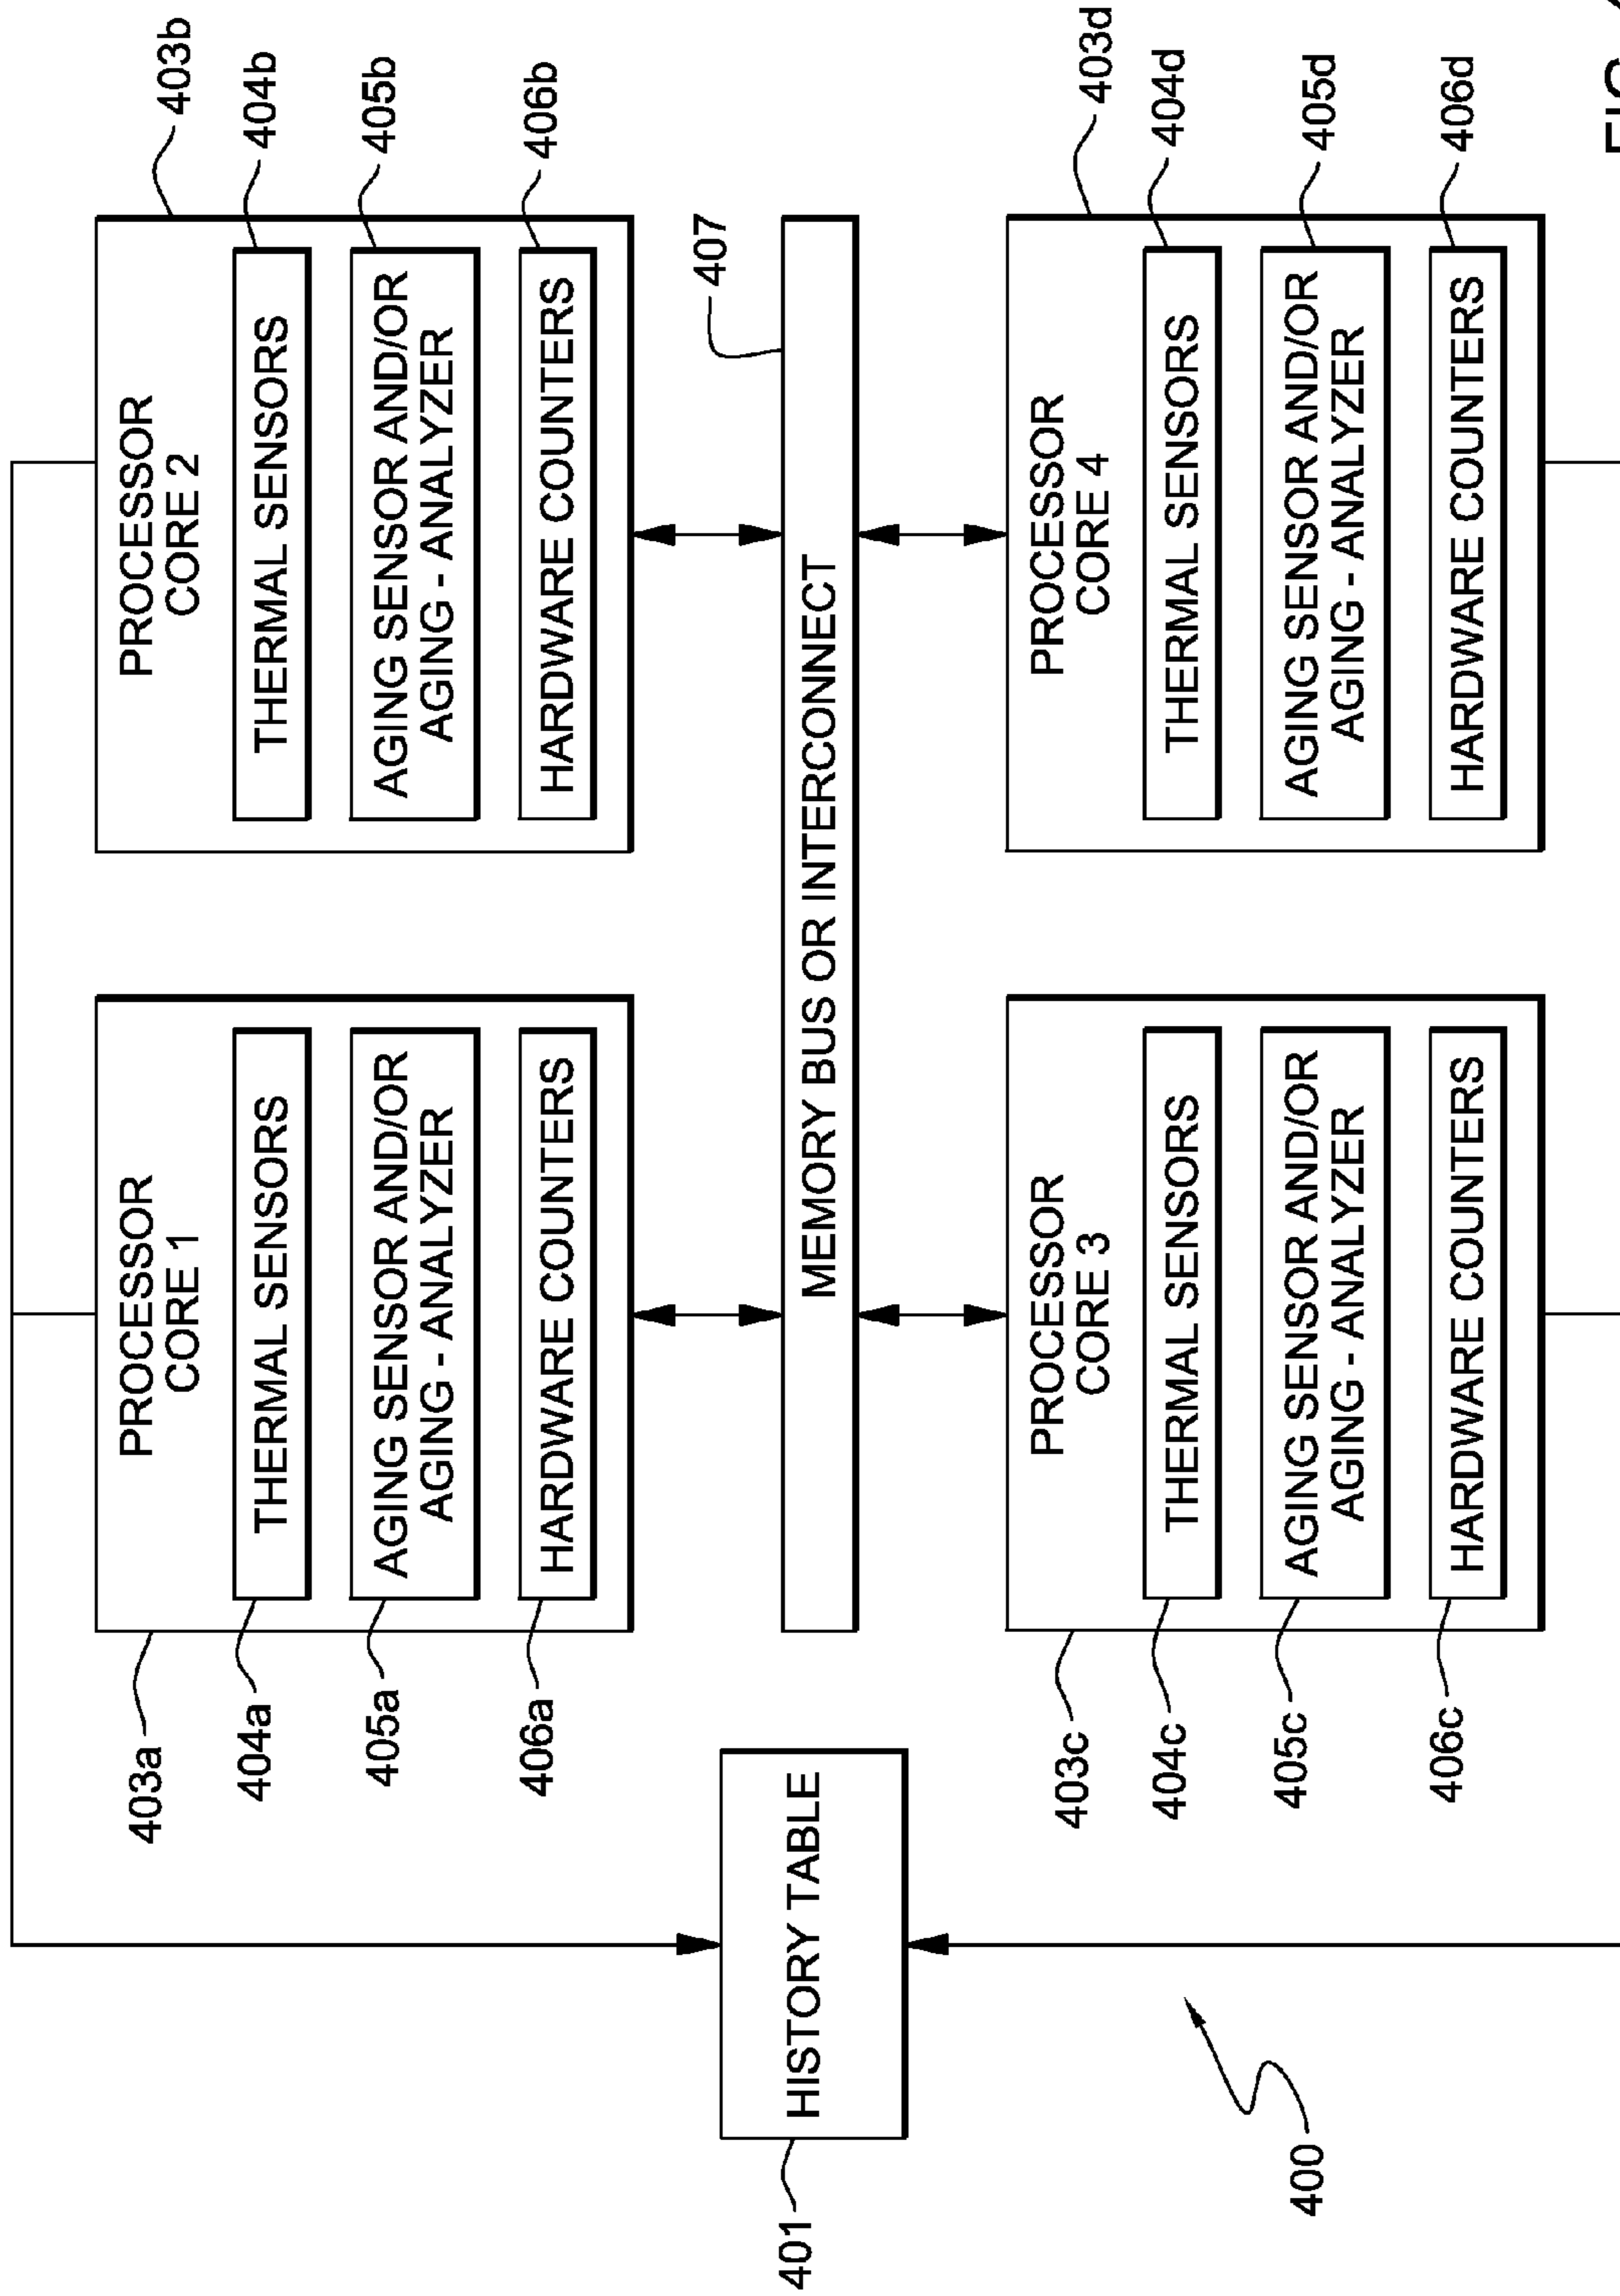 403a
PROCESSOR
CORE 1
404a
THERMAL SENSORS
405a
AGING SENSOR AND/OR
AGING - ANALYZER
406a
HARDWARE COUNTERS
PROCESSOR
CORE 2
403b
THERMAL SENSORS
404b
AGING SENSOR AND/OR
AGING - ANALYZER
405b
HARDWARE COUNTERS
406b
401
HISTORY TABLE
MEMORY BUS OR INTERCONNECT
407
403c
PROCESSOR
CORE 3
404c
THERMAL SENSORS
405c
AGING SENSOR AND/OR
AGING - ANALYZER
406c
HARDWARE COUNTERS
PROCESSOR
CORE 4
403d
THERMAL SENSORS
404d
AGING SENSOR AND/OR
AGING - ANALYZER
405d
HARDWARE COUNTERS
406d
400